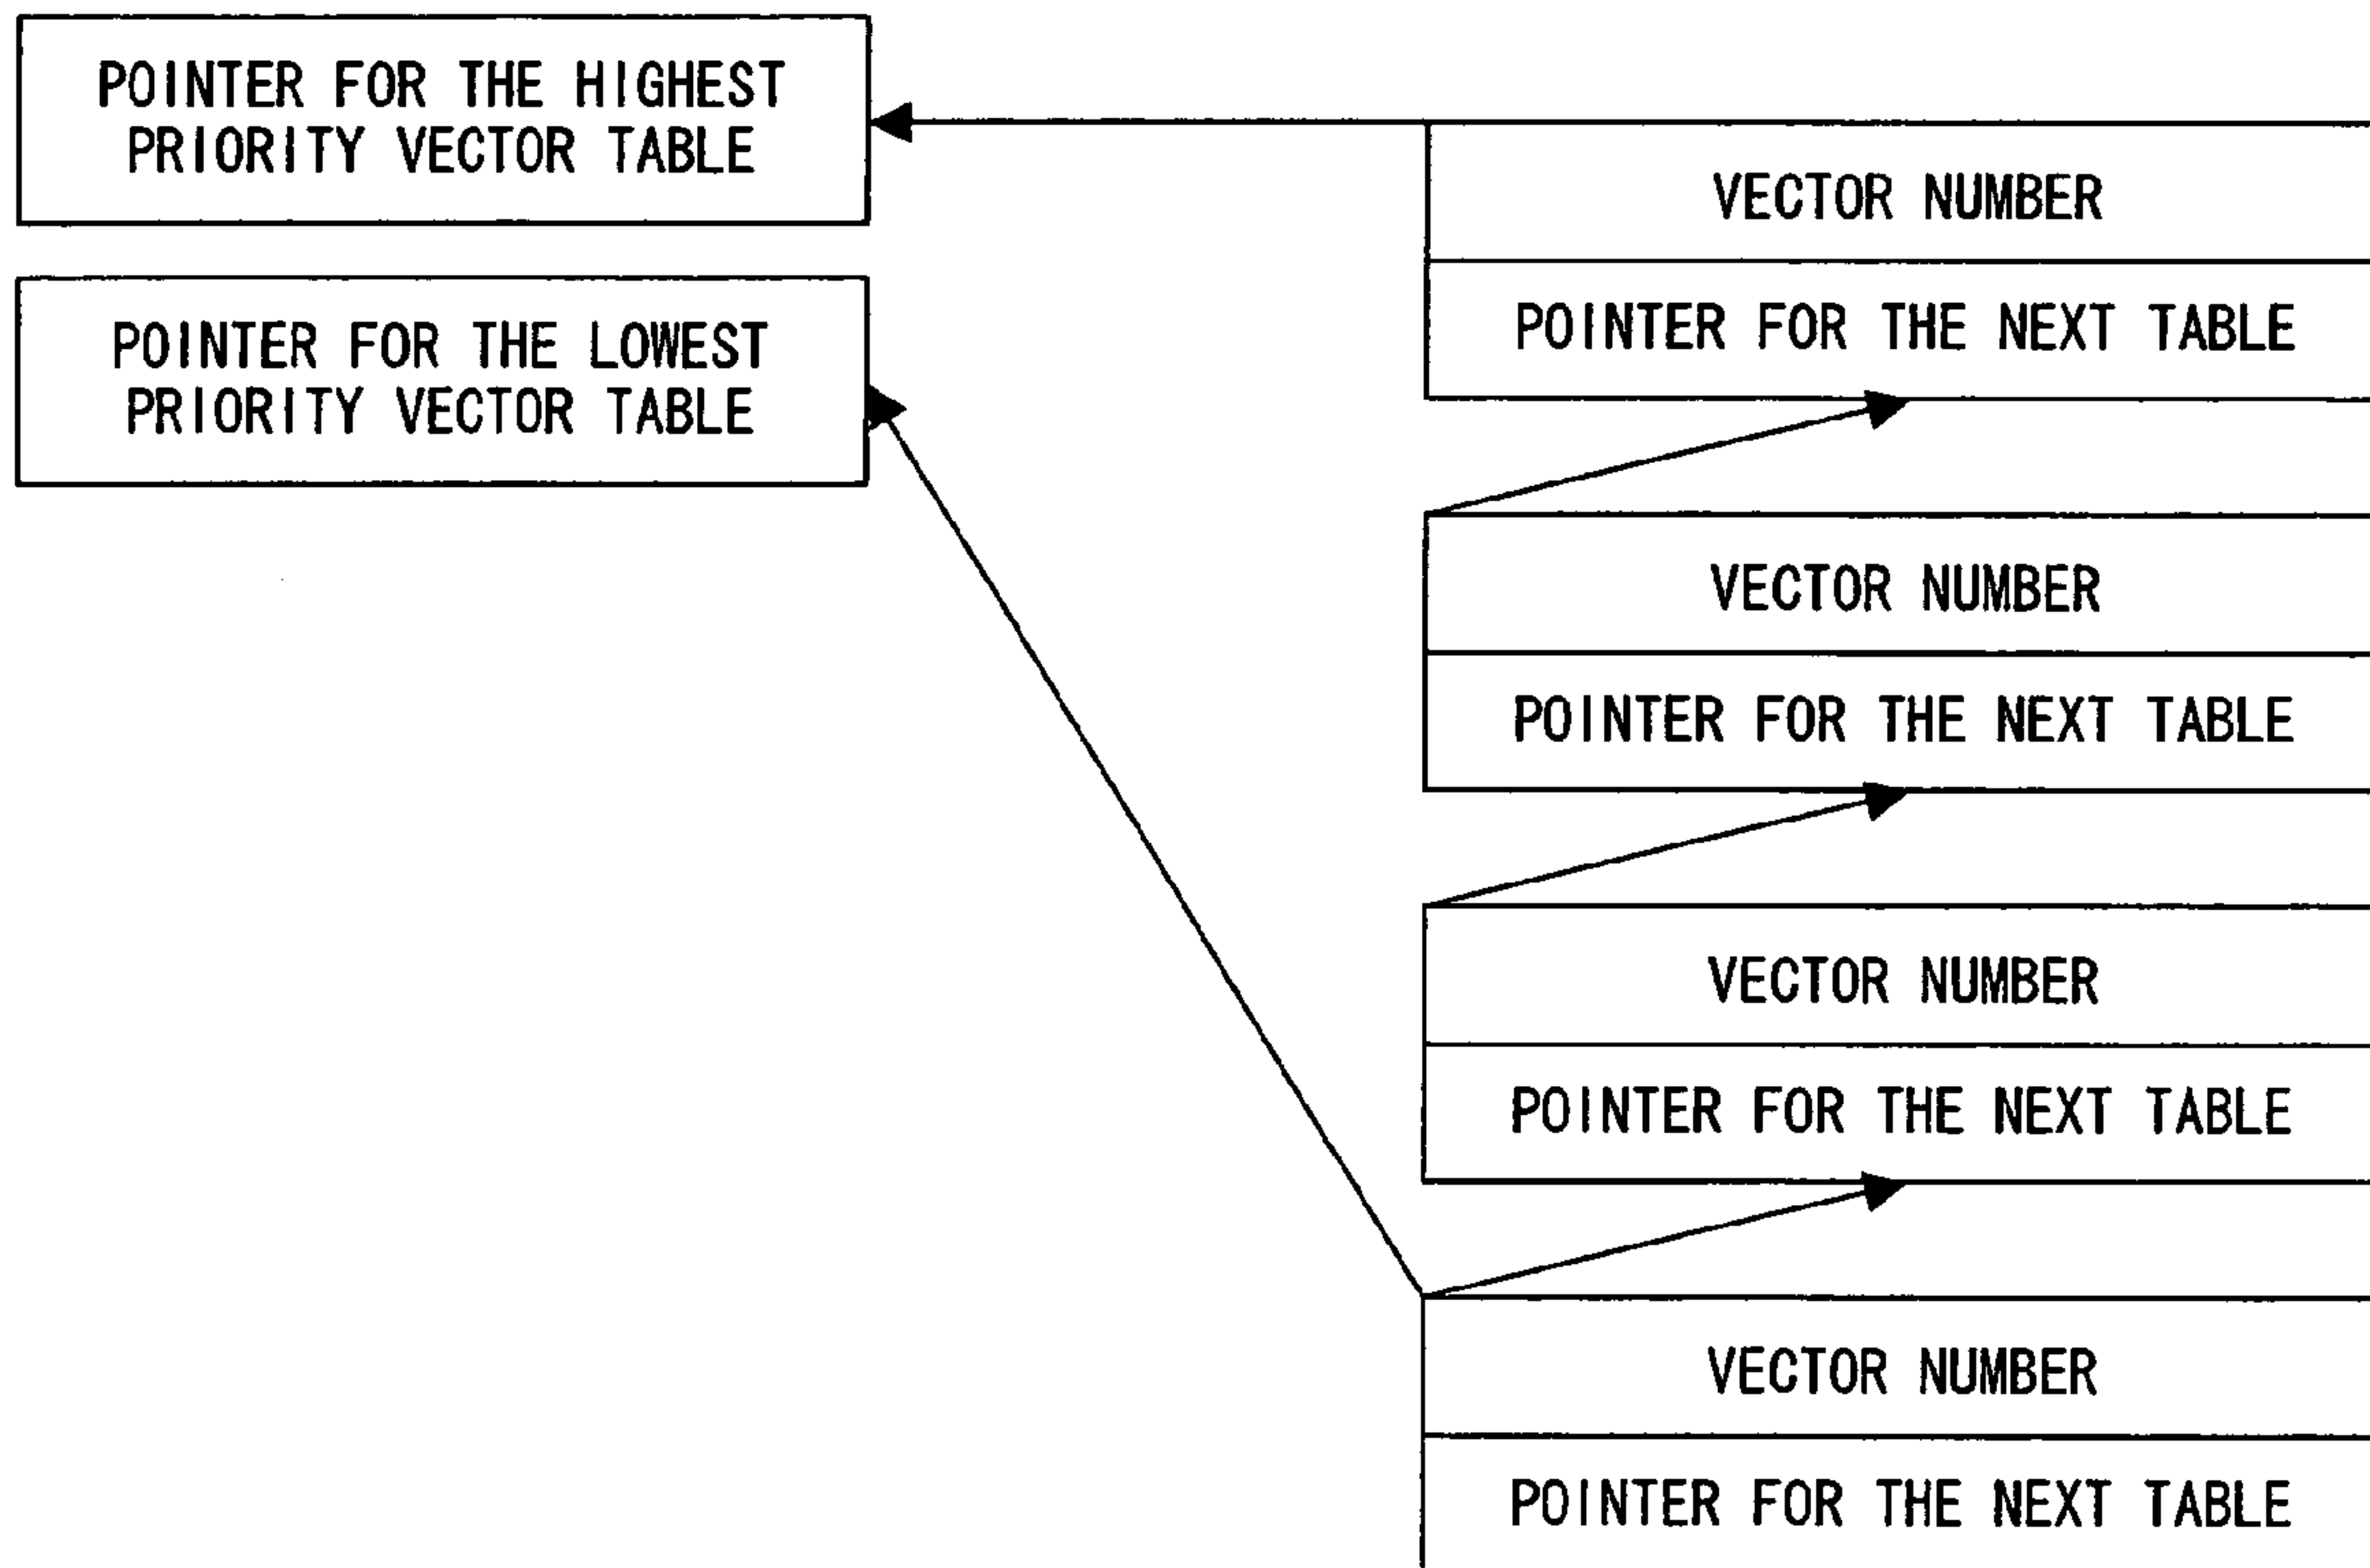 POINTER FOR THE HIGHEST
PRIORITY VECTOR TABLE
POINTER FOR THE LOWEST
PRIORITY VECTOR TABLE
VECTOR NUMBER
POINTER FOR THE NEXT TABLE
VECTOR NUMBER
POINTER FOR THE NEXT TABLE
VECTOR NUMBER
POINTER FOR THE NEXT TABLE
VECTOR NUMBER
POINTER FOR THE NEXT TABLE